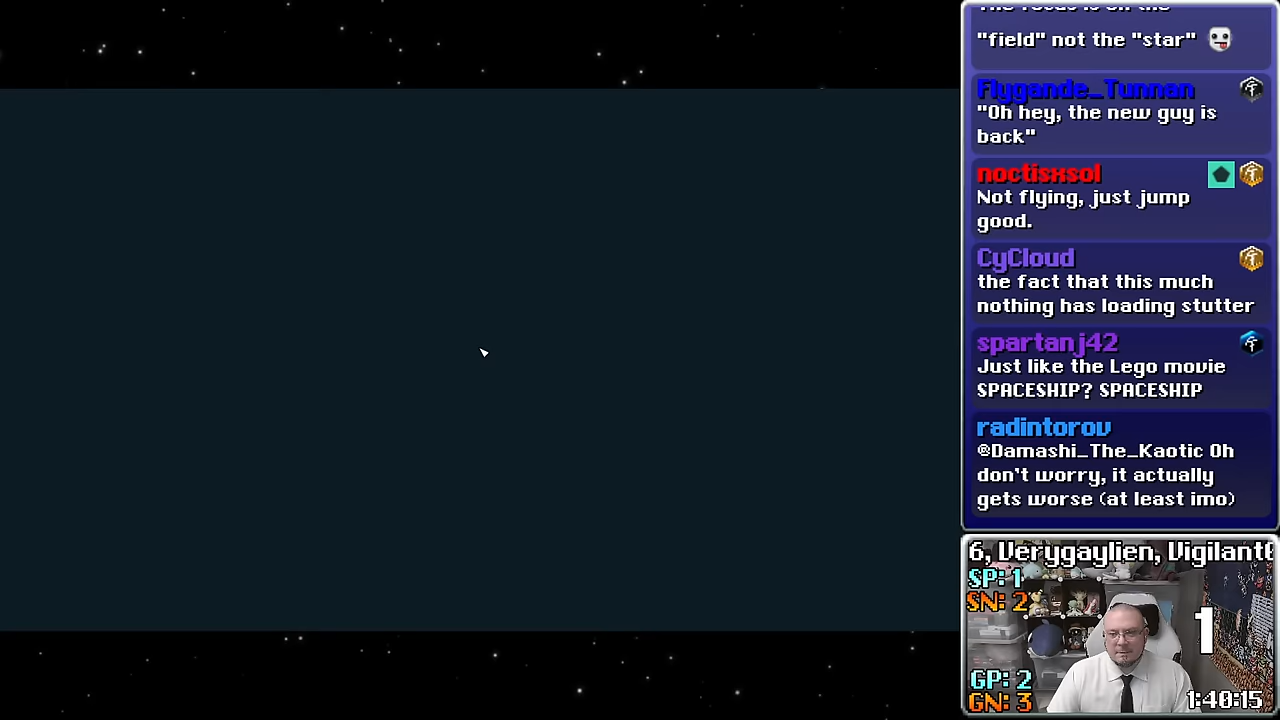 "field" not the "star"
Flygande_Tunnan
"Oh hey, the new guy is
back"
noctisxsol
Not flying, just jump
good.
CyCloud
the fact that this much
nothing has loading stutter
spartanj42
Just like the Lego movie
SPACESHIP? SPACESHIP
radintorov
@Damashi_The_Kaotic Oh
don't worry, it actually
gets worse (at least imo)
6, Verygaylien, Vigilant
SP: 1
SN: 2
1
GP: 2
GN: 3
1:40:15